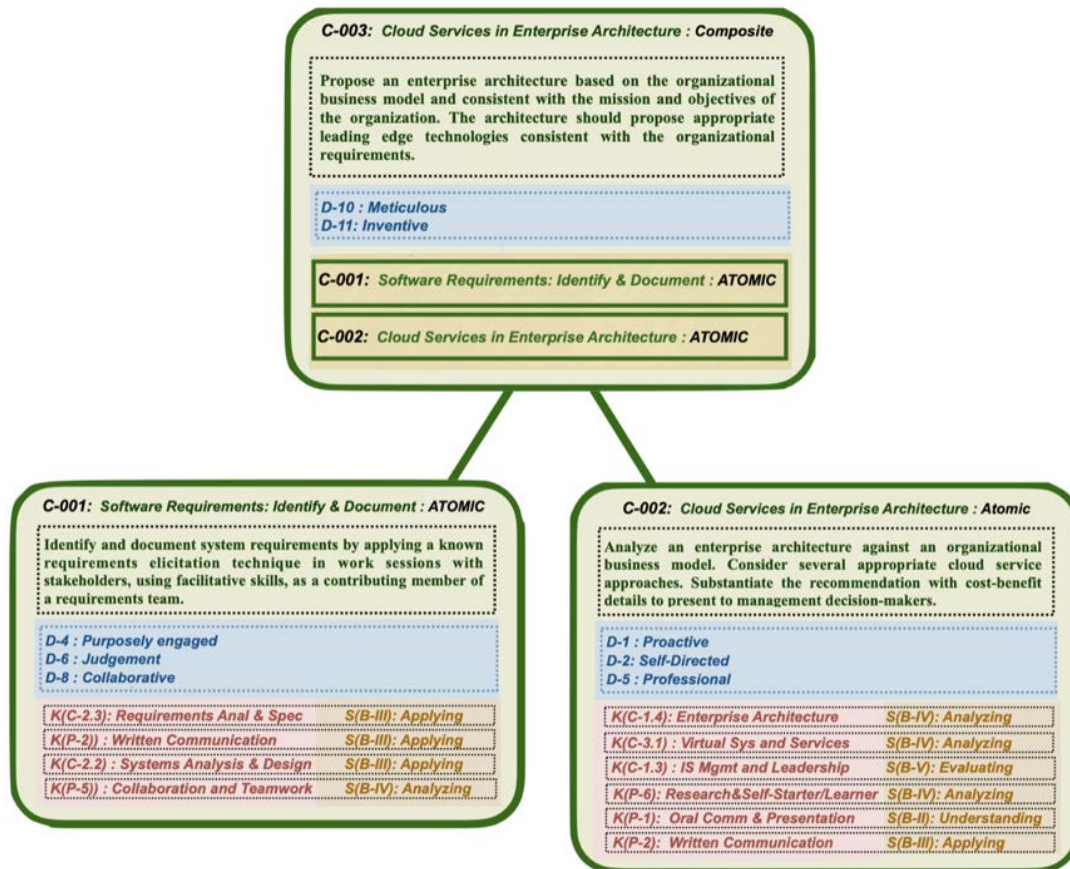 C-003: Cloud Services in Enterprise Architecture : Composite
Propose an enterprise architecture based on the organizational
business model and consistent with the mission and objectives of
the organization. The architecture should propose appropriate
leading edge technologies consistent with the organizational
requirements.
D-10 : Meticulous
D-11: Inventive
C-001: Software Requirements: Identify & Document : ATOMIC
C-002: Cloud Services in Enterprise Architecture : ATOMIC
C-001: Software Requirements: Identify & Document : ATOMIC
Identify and document system requirements by applying a known
requirements elicitation technique in work sessions with
stakeholders, using facilitative skills, as a contributing member of
a requirements team.
D-4 : Purposely engaged
D-6 : Judgement
D-8 : Collaborative
K(C-2.3): Requirements Anal & Spec S(B-III): Applying
K(P-2)) : Written Communication S(B-III): Applying
K(C-2.2) : Systems Analysis & Design S(B-III): Applying
K(P-5)) : Collaboration and Teamwork S(B-IV): Analyzing
C-002: Cloud Services in Enterprise Architecture : Atomic
Analyze an enterprise architecture against an organizational
business model. Consider several appropriate cloud service
approaches. Substantiate the recommendation with cost-benefit
details to present to management decision-makers.
D-1 : Proactive
D-2: Self-Directed
D-5 : Professional
K(C-1.4): Enterprise Architecture S(B-IV): Analyzing
K(C-3.1) : Virtual Sys and Services S(B-IV): Analyzing
K(C-1.3) : IS Mgmt and Leadership S(B-V): Evaluating
K(P-6): Research&Self-Starter/Learner S(B-IV): Analyzing
K(P-1): Oral Comm & Presentation S(B-II): Understanding
K(P-2): Written Communication S(B-III): Applying